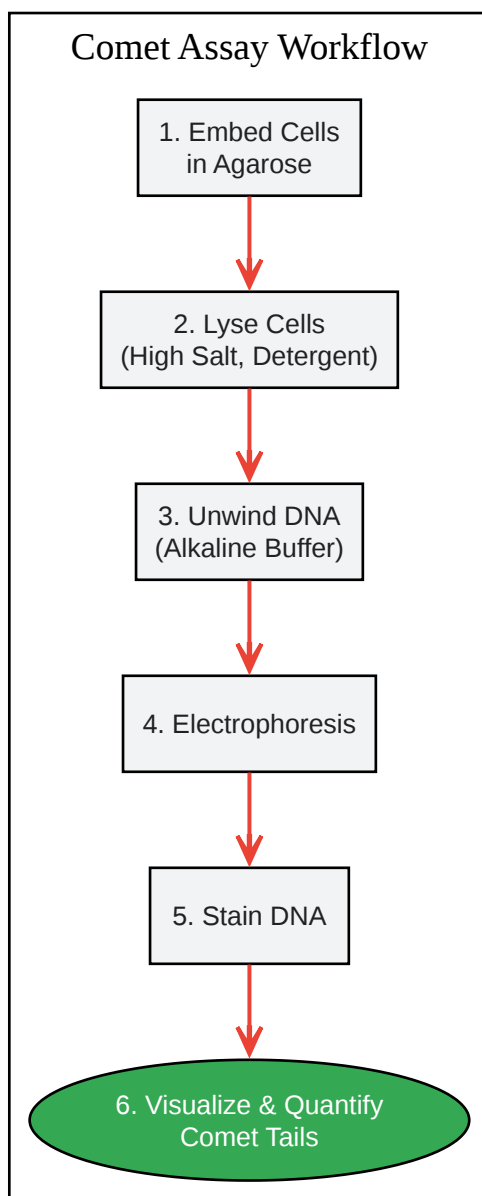 Comet Assay Workflow
1. Embed Cells
in Agarose
2. Lyse Cells
(High Salt, Detergent)
3. Unwind DNA
(Alkaline Buffer)
4. Electrophoresis
5. Stain DNA
6. Visualize & Quantify
Comet Tails